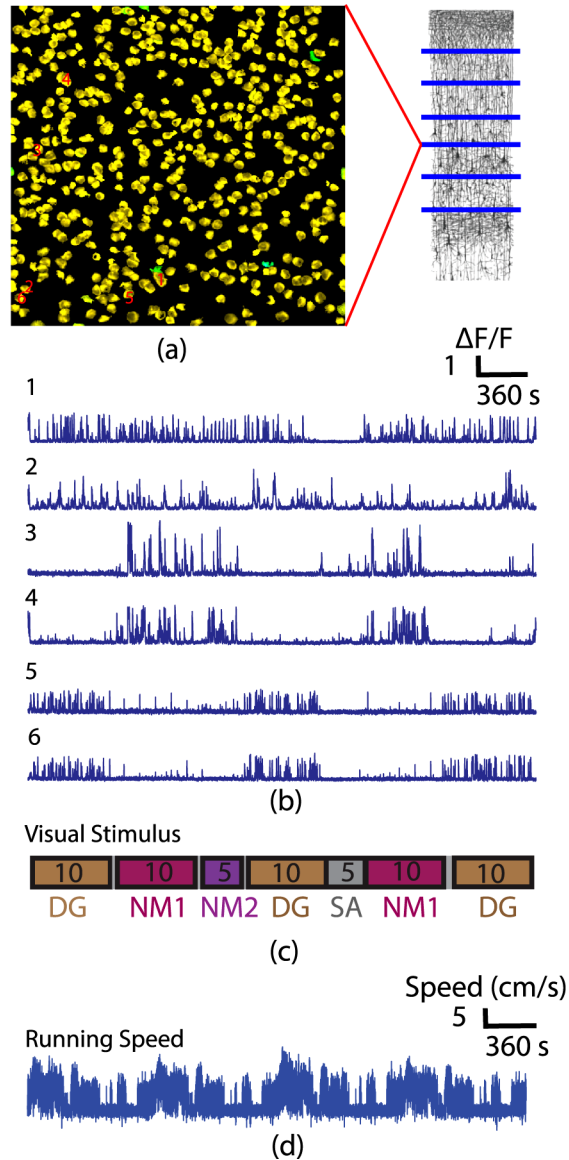 4
3
1
2
6
5
(a)
ΔF/F
1
360 s
1
2
3
4
5
6
(b)
Visual Stimulus
10 10 5 10 5 10 10
DG NM1 NM2 DG SA NM1 DG
(c)
Speed (cm/s)
5
360 s
Running Speed
(d)